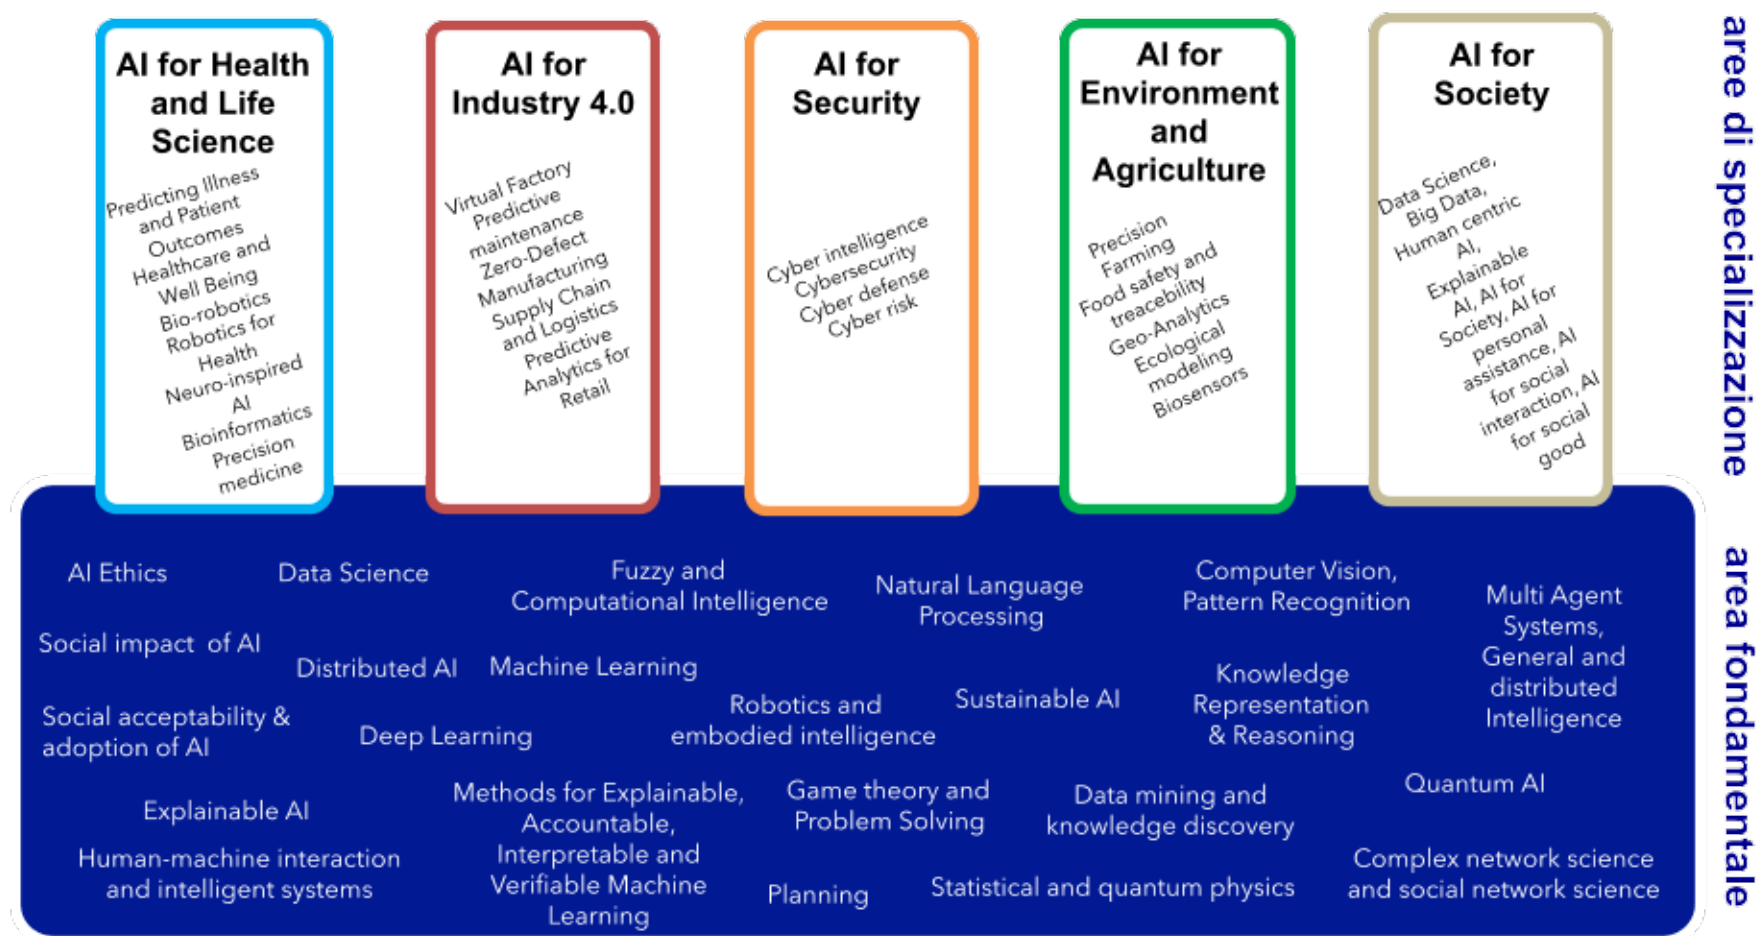 AI for Health
and Life
Science
Predicting Illness
and Patient
Outcomes
Healthcare and
Well Being
Bio-robotics
Robotics for
Health
Neuro-inspired
AI
Bioinformatics
Precision
medicine
AI for
Industry 4.0
Virtual Factory
Predictive
maintenance
Zero-Defect
Manufacturing
Supply Chain
and Logistics
Predictive
Analytics for
Retail
AI for
Security
Cyber intelligence
Cybersecurity
Cyber defense
Cyber risk
AI for
Environment
and
Agriculture
Precision
Farming
Food safety and
treacebility
Geo-Analytics
Ecological
modeling
Biosensors
AI for
Society
Data Science,
Big Data,
Human centric
AI,
Explainable
AI, AI for
Society, AI for
personal
assistance, AI
for social
interaction, AI
for social
good
aree di specializzazione
AI Ethics
Data Science
Fuzzy and
Computational Intelligence
Natural Language
Processing
Computer Vision,
Pattern Recognition
Multi Agent
Systems,
General and
distributed
Intelligence
Social impact of AI
Distributed AI
Machine Learning
Robotics and
embodied intelligence
Sustainable AI
Knowledge
Representation
& Reasoning
Social acceptability &
adoption of AI
Deep Learning
Explainable AI
Methods for Explainable,
Accountable,
Interpretable and
Verifiable Machine
Learning
Game theory and
Problem Solving
Data mining and
knowledge discovery
Quantum AI
Human-machine interaction
and intelligent systems
Planning
Statistical and quantum physics
Complex network science
and social network science
area fondamentale